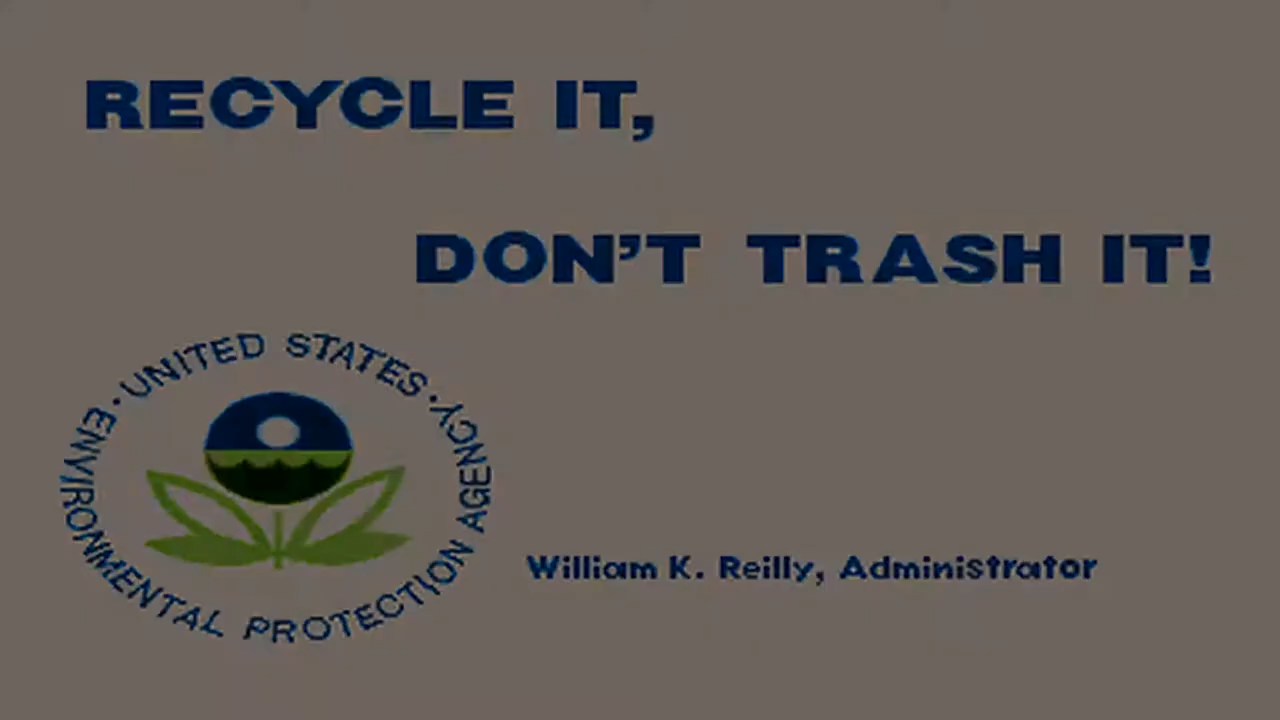 RECYCLE IT,
DON'T TRASH IT!
· UNITED STATES ·
ENVIRONMENTAL PROTECTION AGENCY
William K. Reilly, Administrator